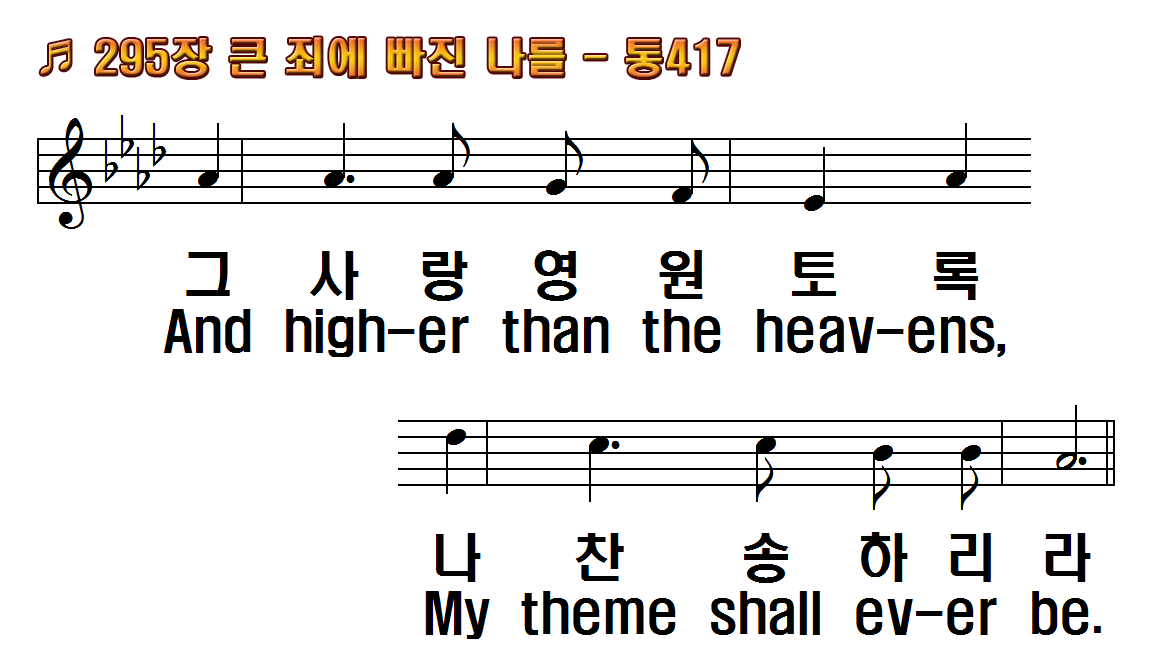 ♬ 295장 큰 죄에 빠진 나를 - 통417
그 사 랑 영 원 토 록
And high-er than the heav-ens,
나 찬 송 하 리 라
My theme shall ev-er be.